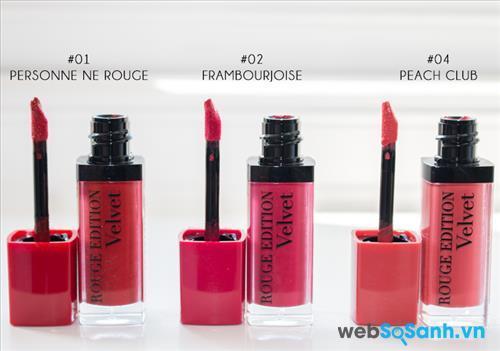 #01
PERSONNE NE ROUGE
#02
FRAMBOURJOISE
#04
PEACH CLUB
ROUGE EDITION
Velvet
ROUGE EDITION
Velvet
ROUGE EDITION
Velvet
webSoSanh.vn